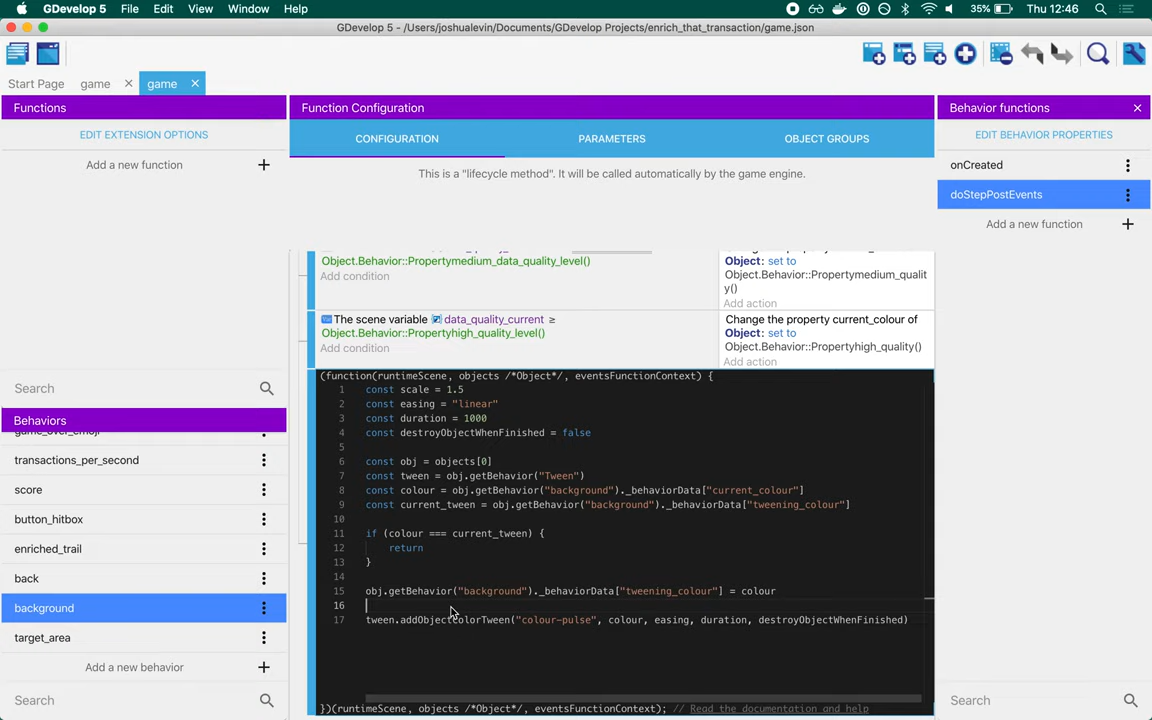 GDevelop 5 File Edit View Window Help 35% Thu 12:46
GDevelop 5 - /Users/joshualevin/Documents/GDevelop Projects/enrich_that_transaction/game.json
Start Page game game
Functions
EDIT EXTENSION OPTIONS
Add a new function
Search
Behaviors
transactions_per_second
score
button_hitbox
enriched_trail
back
background
target_area
Add a new behavior
Search
Function Configuration
CONFIGURATION PARAMETERS OBJECT GROUPS
This is a "lifecycle method". It will be called automatically by the game engine.
Object.Behavior::Propertymedium_data_quality_level()
Add condition
Object: set to
Object.Behavior::Propertymedium_qualit
y()
Add action
The scene variable data_quality_current ≥
Object.Behavior::Propertyhigh_quality_level()
Add condition
Change the property current_colour of
Object: set to
Object.Behavior::Propertyhigh_quality()
Add action
(function(runtimeScene, objects /*Object*/, eventsFunctionContext) {
1 const scale = 1.5
2 const easing = "linear"
3 const duration = 1000
4 const destroyObjectWhenFinished = false
5
6 const obj = objects[0]
7 const tween = obj.getBehavior("Tween")
8 const colour = obj.getBehavior("background")._behaviorData["current_colour"]
9 const current_tween = obj.getBehavior("background")._behaviorData["tweening_colour"]
10
11 if (colour === current_tween) {
12 return
13 }
14
15 obj.getBehavior("background")._behaviorData["tweening_colour"] = colour
16
17 tween.addObjectColorTween("colour-pulse", colour, easing, duration, destroyObjectWhenFinished)
})(runtimeScene, objects /*Object*/, eventsFunctionContext); // Read the documentation and help
Behavior functions
EDIT BEHAVIOR PROPERTIES
onCreated
doStepPostEvents
Add a new function
Search